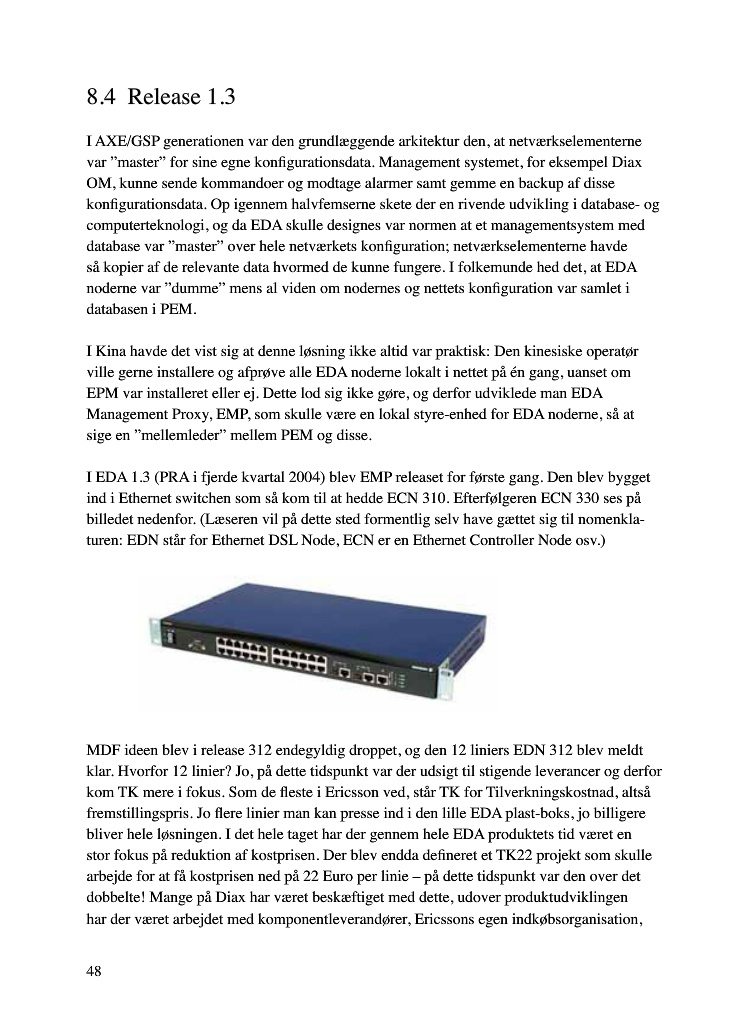 8.4 Release 1.3
I AXE/GSP generationen var den grundlæggende arkitektur den, at netværkselementerne
var ”master” for sine egne konfigurationsdata. Management systemet, for eksempel Diax
OM, kunne sende kommandoer og modtage alarmer samt gemme en backup af disse
konfigurationsdata. Op igennem halvfemserne skete der en rivende udvikling i database- og
computerteknologi, og da EDA skulle designes var normen at et managementsystem med
database var ”master” over hele netværkets konfiguration; netværkselementerne havde
så kopier af de relevante data hvormed de kunne fungere. I folkemunde hed det, at EDA
noderne var ”dumme” mens al viden om nodernes og nettets konfiguration var samlet i
databasen i PEM.
I Kina havde det vist sig at denne løsning ikke altid var praktisk: Den kinesiske operatør
ville gerne installere og afprøve alle EDA noderne lokalt i nettet på én gang, uanset om
EPM var installeret eller ej. Dette lod sig ikke gøre, og derfor udviklede man EDA
Management Proxy, EMP, som skulle være en lokal styre-enhed for EDA noderne, så at
sige en ”mellemleder” mellem PEM og disse.
I EDA 1.3 (PRA i fjerde kvartal 2004) blev EMP releaset for første gang. Den blev bygget
ind i Ethernet switchen som så kom til at hedde ECN 310. Efterfølgeren ECN 330 ses på
billedet nedenfor. (Læseren vil på dette sted formentlig selv have gættet sig til nomenkla-
turen: EDN står for Ethernet DSL Node, ECN er en Ethernet Controller Node osv.)
MDF ideen blev i release 312 endegyldig droppet, og den 12 liniers EDN 312 blev meldt
klar. Hvorfor 12 linier? Jo, på dette tidspunkt var der udsigt til stigende leverancer og derfor
kom TK mere i fokus. Som de fleste i Ericsson ved, står TK for Tilverkningskostnad, altså
fremstillingspris. Jo flere linier man kan presse ind i den lille EDA plast-boks, jo billigere
bliver hele løsningen. I det hele taget har der gennem hele EDA produktets tid været en
stor fokus på reduktion af kostprisen. Der blev endda defineret et TK22 projekt som skulle
arbejde for at få kostprisen ned på 22 Euro per linie – på dette tidspunkt var den over det
dobbelte! Mange på Diax har været beskæftiget med dette, udover produktudviklingen
har der været arbejdet med komponentleverandører, Ericssons egen indkøbsorganisation,
48